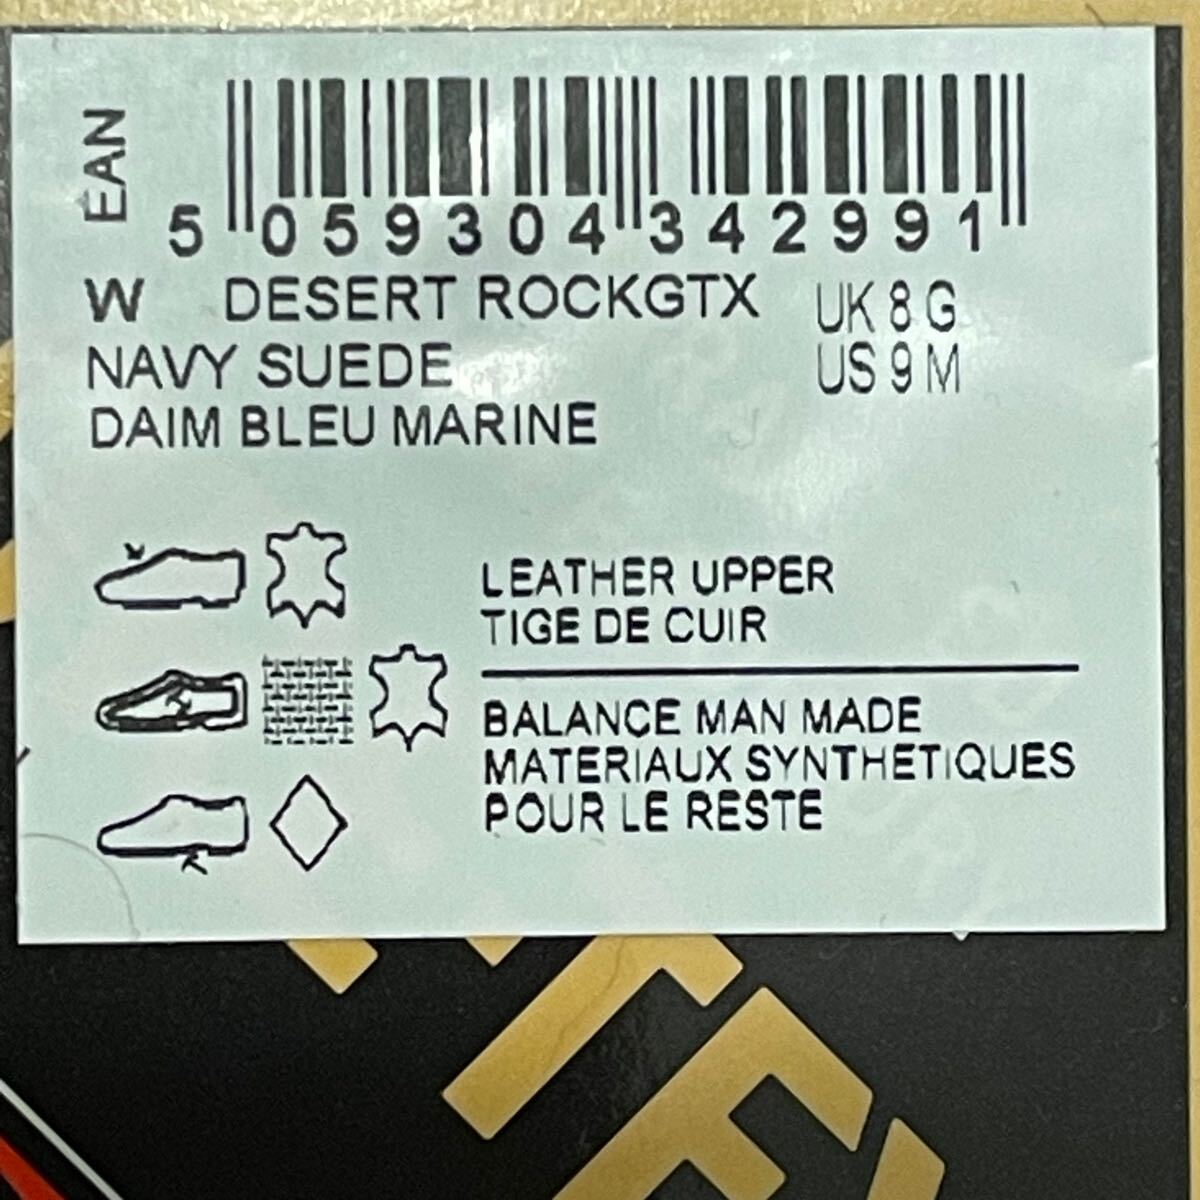 EAN
5 059304 342991
W DESERT ROCKGTX UK 8 G
NAVY SUEDE US 9 M
DAIM BLEU MARINE
LEATHER UPPER
TIGE DE CUIR
BALANCE MAN MADE
MATERIAUX SYNTHETIQUES
POUR LE RESTE